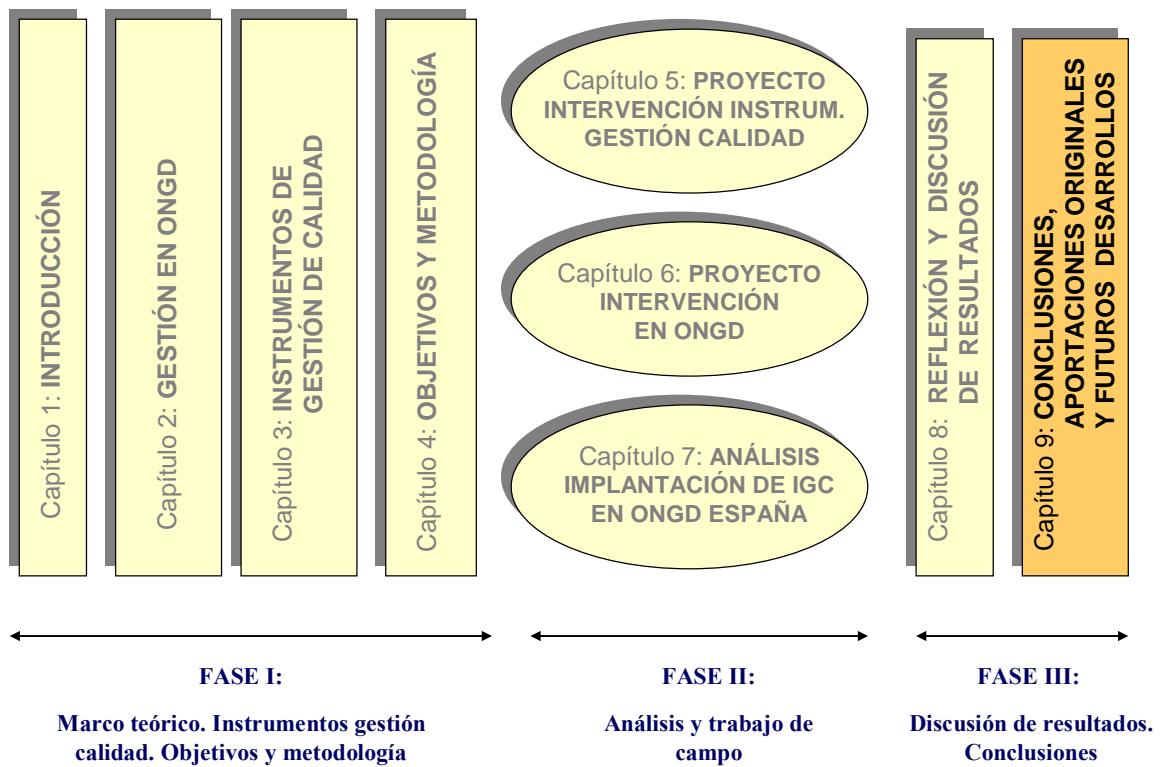 Capítulo 1: INTRODUCCIÓN
Capítulo 2: GESTIÓN EN ONGD
Capítulo 3: INSTRUMENTOS DE
GESTIÓN DE CALIDAD
Capítulo 4: OBJETIVOS Y METODOLOGÍA
Capítulo 5: PROYECTO
INTERVENCIÓN INSTRUM.
GESTIÓN CALIDAD
Capítulo 6: PROYECTO
INTERVENCIÓN
EN ONGD
Capítulo 7: ANÁLISIS
IMPLANTACIÓN DE IGC
EN ONGD ESPAÑA
Capítulo 8: REFLEXIÓN Y DISCUSIÓN
DE RESULTADOS
Capítulo 9: CONCLUSIONES,
APORTACIONES ORIGINALES
Y FUTUROS DESARROLLOS
FASE I:
Marco teórico. Instrumentos gestión
calidad. Objetivos y metodología
FASE II:
Análisis y trabajo de
campo
FASE III:
Discusión de resultados.
Conclusiones